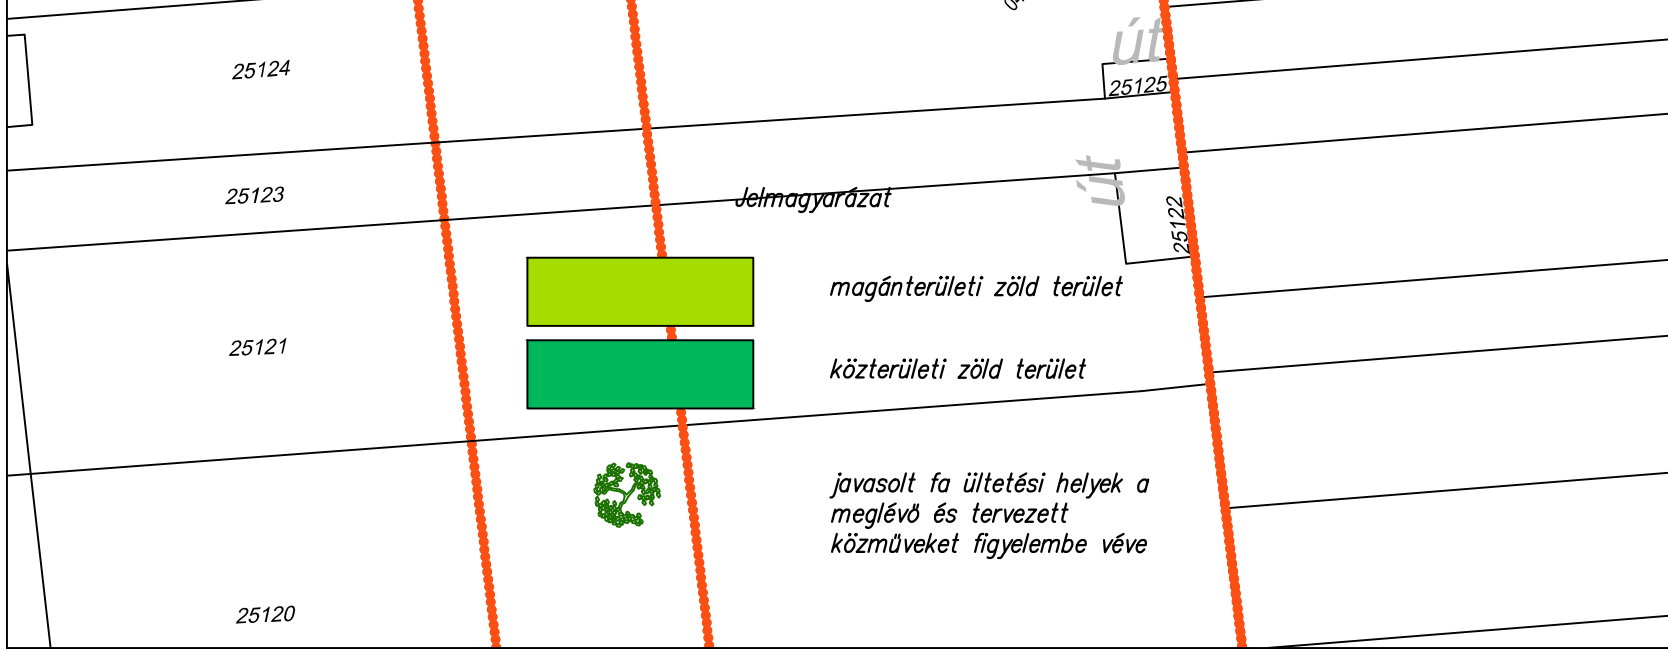 út
25124
25125
25123
Jelmagyarázat
út
25122
magánterületi zöld terület
25121
közterületi zöld terület
javasolt fa ültetési helyek a
meglévő és tervezett
közműveket figyelembe véve
25120